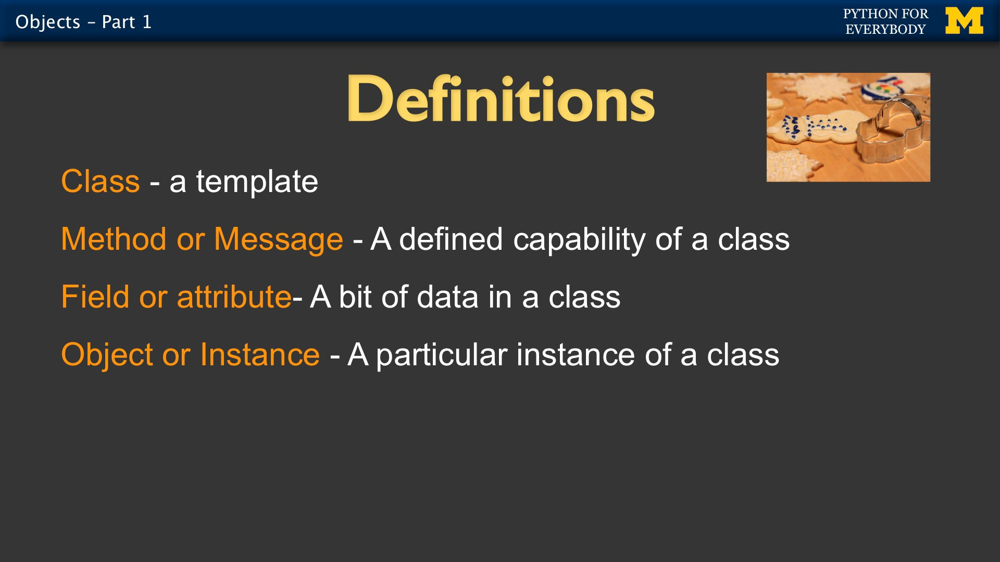 Objects – Part 1
PYTHON FOR
EVERYBODY
M
Definitions
Class - a template
Method or Message - A defined capability of a class
Field or attribute- A bit of data in a class
Object or Instance - A particular instance of a class